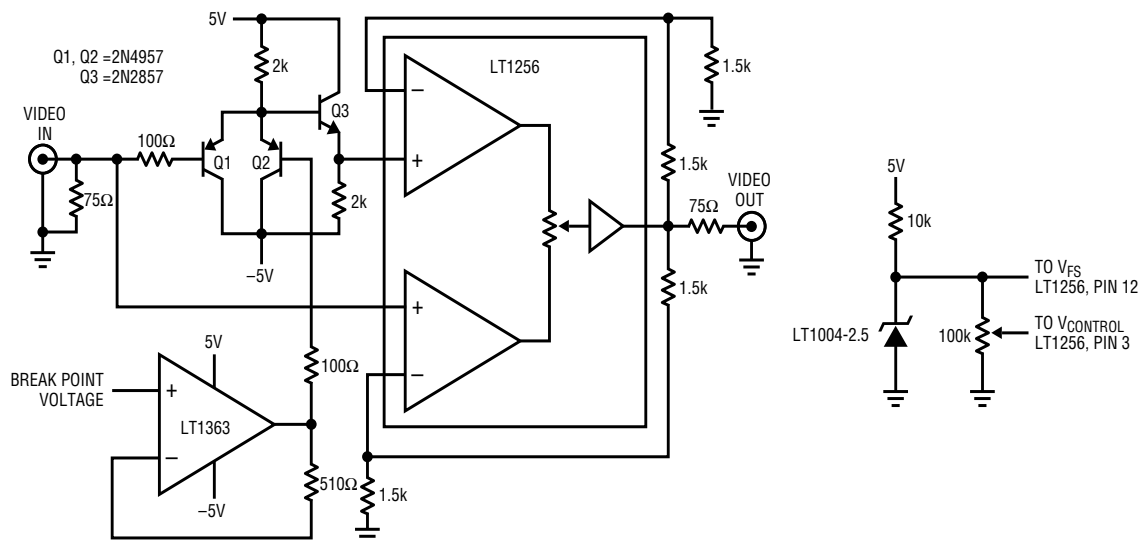 Q1, Q2 =2N4957
Q3 =2N2857
5V
2k
Q3
VIDEO
IN
100Ω
Q1
Q2
75Ω
2k
–5V
LT1256
–
+
+
–
1.5k
1.5k
75Ω
VIDEO
OUT
1.5k
1.5k
BREAK POINT
VOLTAGE
+
–
LT1363
5V
–5V
100Ω
510Ω
5V
10k
LT1004-2.5
100k
TO VFS
LT1256, PIN 12
TO VCONTROL
LT1256, PIN 3